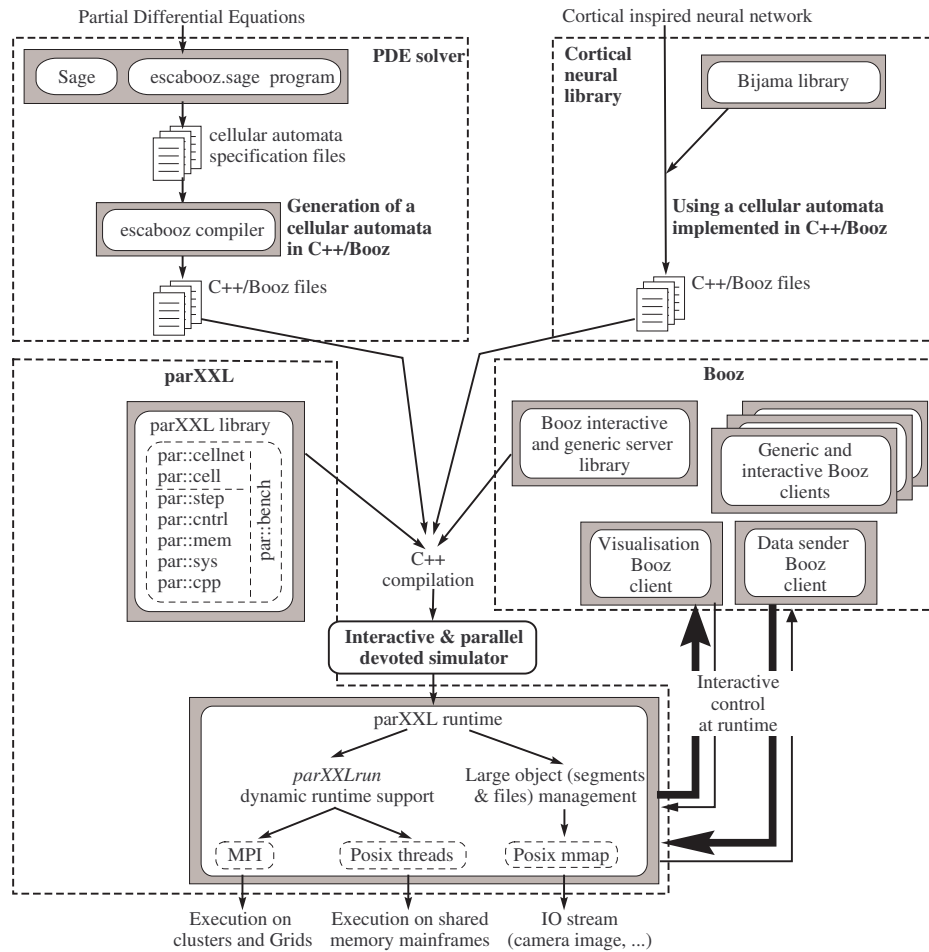 Partial Differential Equations
Cortical inspired neural network
PDE solver
Sage
escabooz.sage program
cellular automata
specification files
escabooz compiler
Generation of a
cellular automata
in C++/Booz
C++/Booz files
Cortical
neural
library
Bijama library
Using a cellular automata
implemented in C++/Booz
C++/Booz files
parXXL
parXXL library
par::cellnet
par::cell
par::step
par::cntrl
par::mem
par::sys
par::cpp
par::bench
Booz
Booz interactive
and generic server
library
Generic and
interactive Booz
clients
Visualisation
Booz
client
Data sender
Booz
client
C++
compilation
Interactive & parallel
devoted simulator
Interactive
control
at runtime
parXXL runtime
parXXLrun
dynamic runtime support
Large object (segments
& files) management
MPI
Posix threads
Posix mmap
Execution on
clusters and Grids
Execution on shared
memory mainframes
IO stream
(camera image, ...)